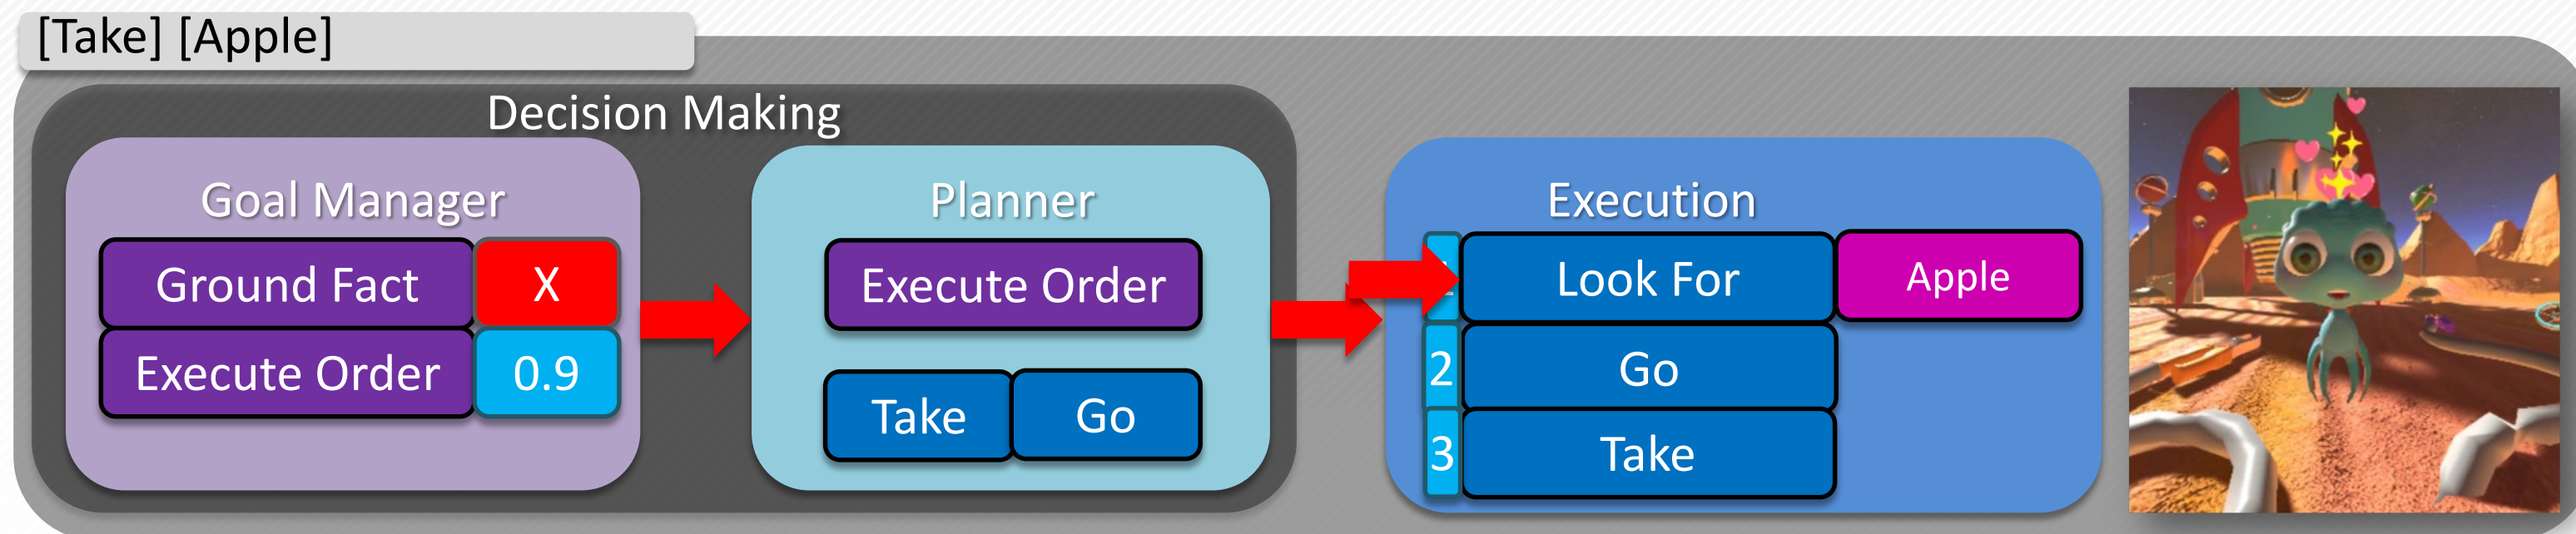 [Take] [Apple]
Decision Making
Goal Manager
Ground Fact X
Execute Order 0.9
Planner
Execute Order
Take Go
Execution
Look For Apple
2 Go
3 Take